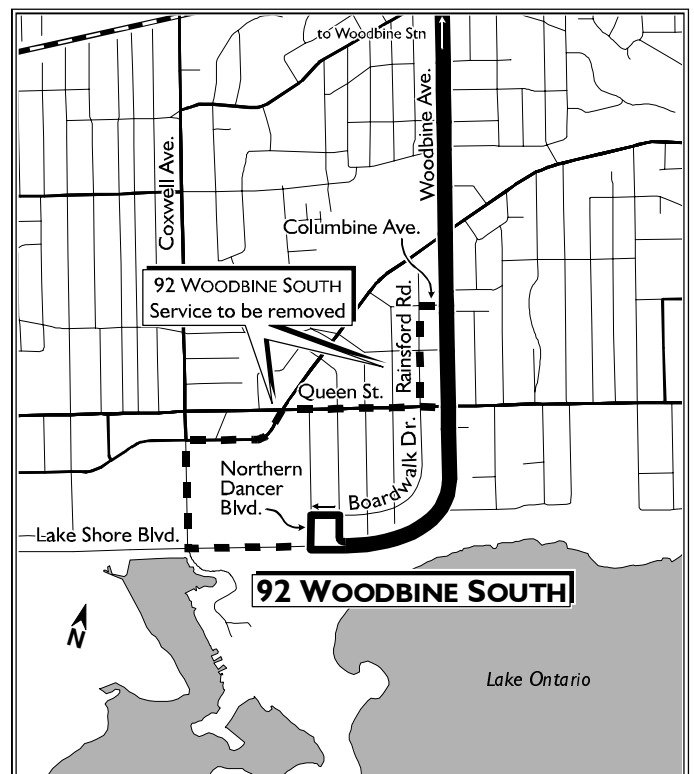 to Woodbine Stn
Woodbine Ave.
Coxwell Ave.
Columbine Ave.
92 WOODBINE SOUTH
Service to be removed
Rainsford Rd.
Queen St.
Boardwalk Dr.
Northern
Dancer
Blvd.
Lake Shore Blvd.
92 WOODBINE SOUTH
N
Lake Ontario